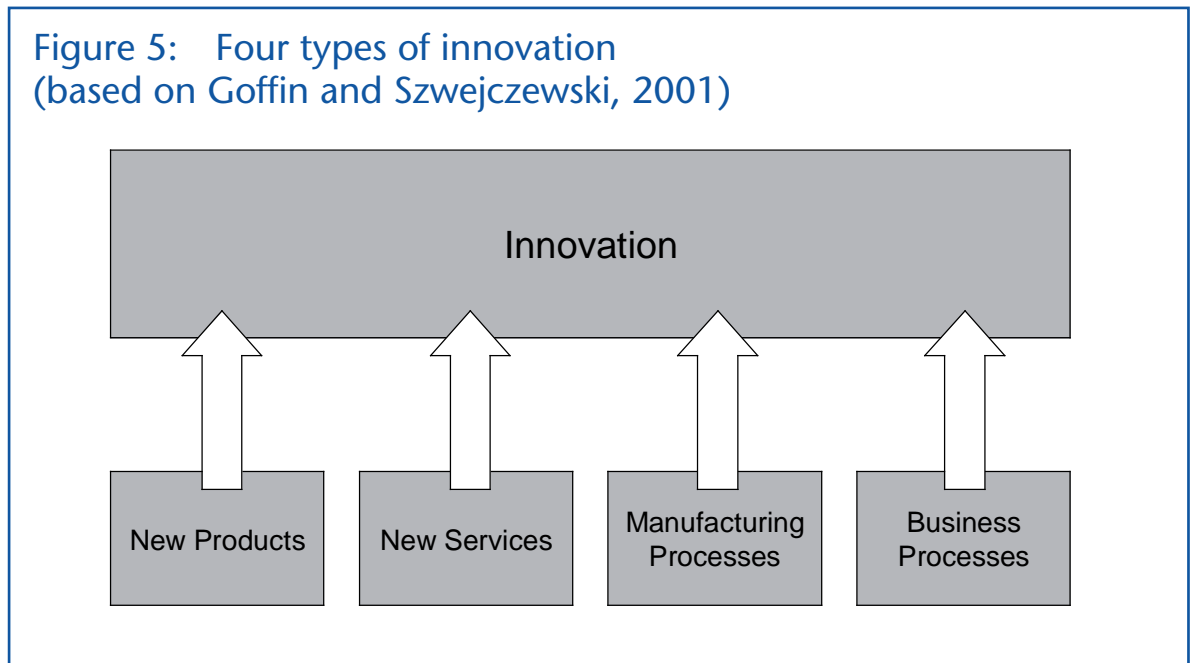 Figure 5: Four types of innovation
(based on Goffin and Szwejczewski, 2001)
Innovation
New Products
New Services
Manufacturing
Processes
Business
Processes